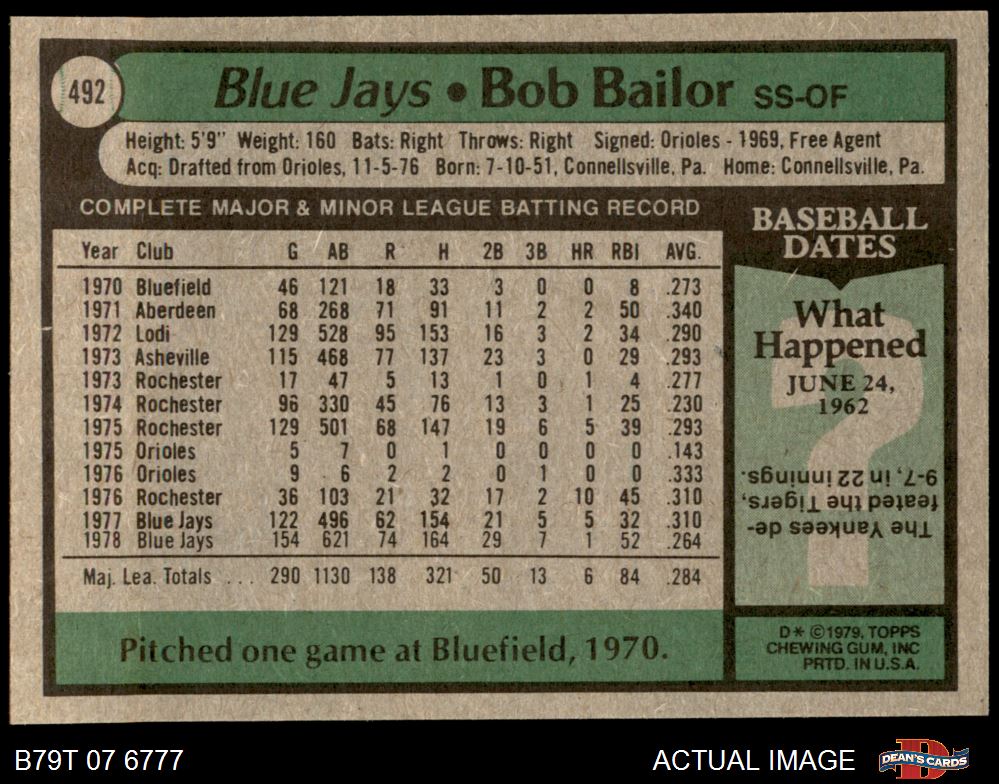 492
Blue Jays • Bob Bailor SS-OF
Height: 5'9" Weight: 160 Bats: Right Throws: Right Signed: Orioles - 1969, Free Agent
Acq: Drafted from Orioles, 11-5-76 Born: 7-10-51, Connellsville, Pa. Home: Connellsville, Pa.
COMPLETE MAJOR & MINOR LEAGUE BATTING RECORD
Year Club G AB R H 2B 3B HR RBI AVG.
1970 Bluefield 46 121 18 33 3 0 0 8 .273
1971 Aberdeen 68 268 71 91 11 2 2 50 .340
1972 Lodi 129 528 95 153 16 3 2 34 .290
1973 Asheville 115 468 77 137 23 3 0 29 .293
1973 Rochester 17 47 5 13 1 0 1 4 .277
1974 Rochester 96 330 45 76 13 3 1 25 .230
1975 Rochester 129 501 68 147 19 6 5 39 .293
1975 Orioles 5 7 0 1 0 0 0 0 .143
1976 Orioles 9 6 2 2 0 1 0 0 .333
1976 Rochester 36 103 21 32 17 2 10 45 .310
1977 Blue Jays 122 496 62 154 21 5 5 32 .310
1978 Blue Jays 154 621 74 164 29 7 1 52 .264
Maj. Lea. Totals ... 290 1130 138 321 50 13 6 84 .284
Pitched one game at Bluefield, 1970.
BASEBALL
DATES
What
Happened
JUNE 24,
1962
The Yankees de-
feated the Tigers,
9-7, in 22 innings.
D* ©1979, TOPPS
CHEWING GUM, INC
PRTD. IN U.S.A.
B79T 07 6777
ACTUAL IMAGE
DEAN'S CARDS